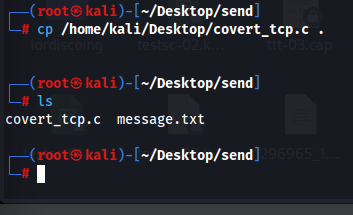 ┌──(root㉿kali)-[~/Desktop/send]
└─# cp /home/kali/Desktop/covert_tcp.c .
┌──(root㉿kali)-[~/Desktop/send]
└─# ls
covert_tcp.c  message.txt
┌──(root㉿kali)-[~/Desktop/send]
└─#